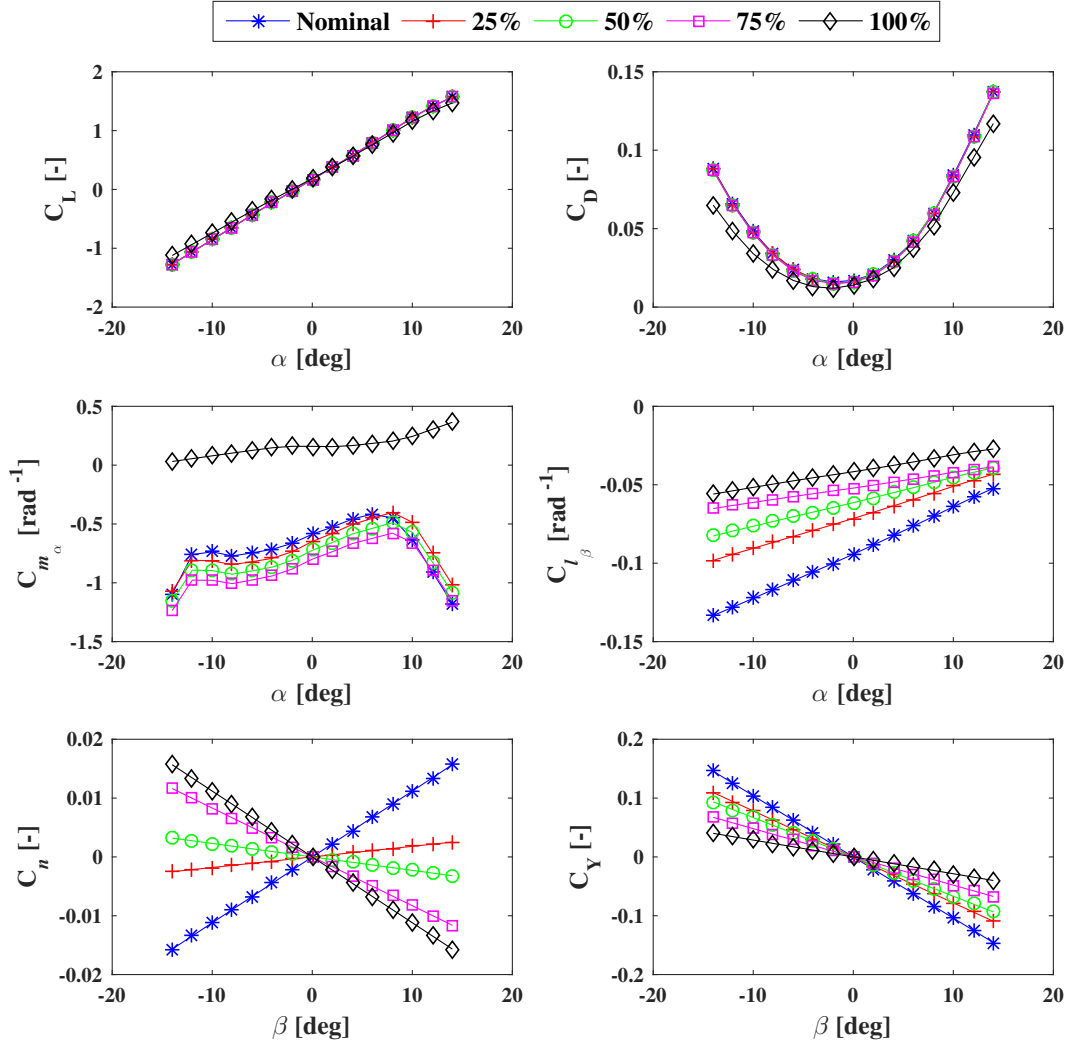 Nominal 25% 50% 75% 100%
2
1
0
-1
-2
C_L [-]
-20 -10 0 10 20
α [deg]
0.15
0.1
0.05
0
C_D [-]
-20 -10 0 10 20
α [deg]
0.5
0
-0.5
-1
-1.5
C_{m_α} [rad^{-1}]
-20 -10 0 10 20
α [deg]
0
-0.05
-0.1
-0.15
C_{l_β} [rad^{-1}]
-20 -10 0 10 20
α [deg]
0.02
0.01
0
-0.01
-0.02
C_n [-]
-20 -10 0 10 20
β [deg]
0.2
0.1
0
-0.1
-0.2
C_Y [-]
-20 -10 0 10 20
β [deg]